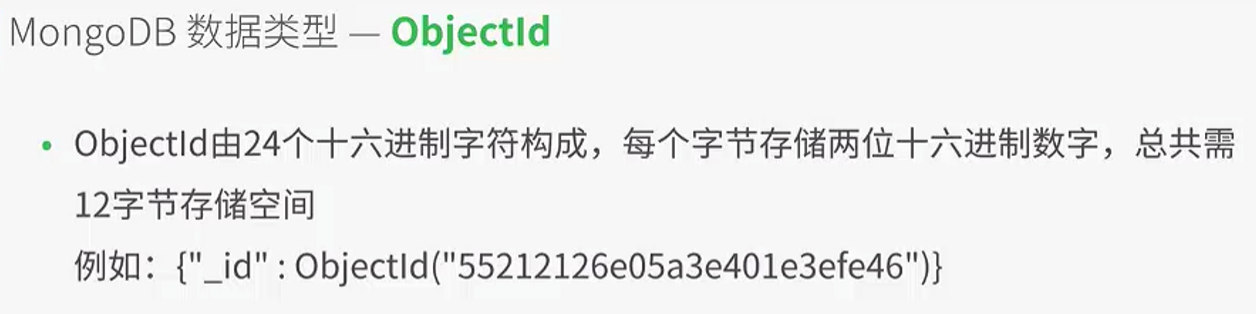 MongoDB 数据类型 — ObjectId
• ObjectId由24个十六进制字符构成，每个字节存储两位十六进制数字，总共需
12字节存储空间
例如：{"_id" : ObjectId("55212126e05a3e401e3efe46")}